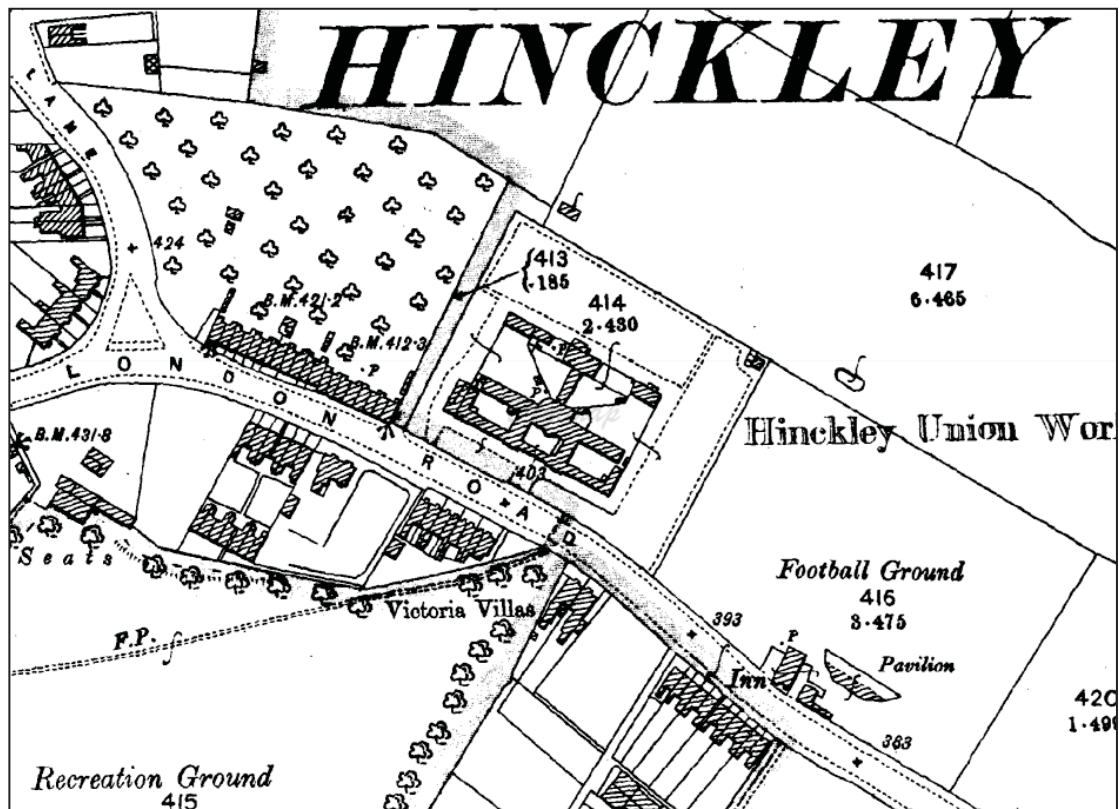 HINCKLEY
LANE
424
413
.185
414
2.430
417
6.465
B.M.421.2
B.M.412.3
P
P
P
LONDON ROAD
Hinckley Union Wor
B.M.431.8
403
Seats
Victoria Villas
Football Ground
416
3.475
F.P.
393
P
Pavilion
Inn
420
1.49
383
Recreation Ground
415